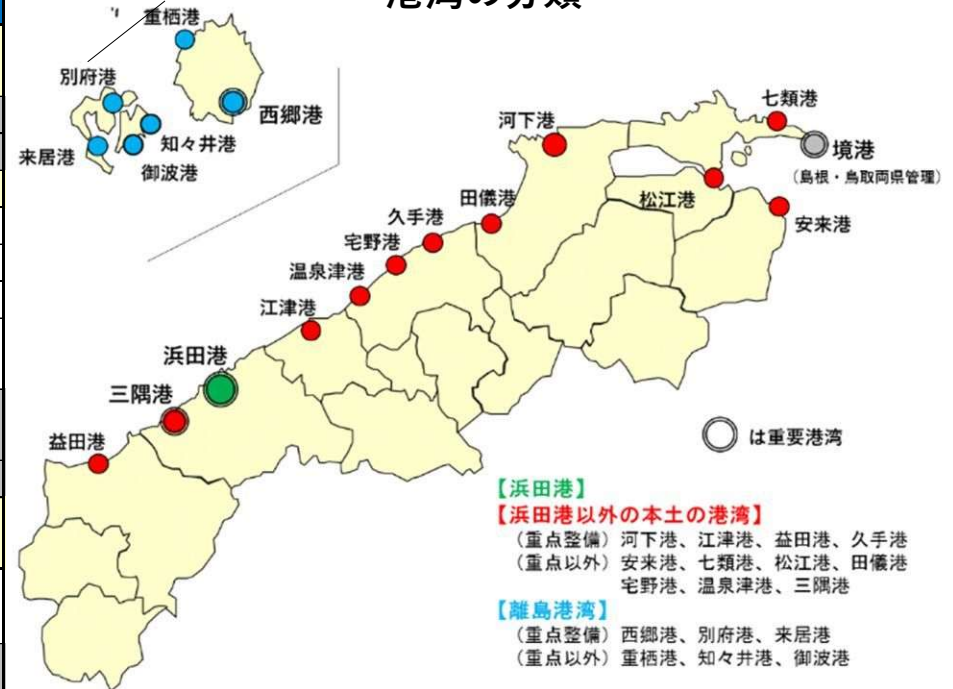 港湾の分類
重栖港
別府港
西郷港
知々井港
来居港
御波港
七類港
河下港
境港
(島根・鳥取両県管理)
松江港
田儀港
安来港
久手港
宅野港
温泉津港
江津港
浜田港
三隅港
益田港
は重要港湾
【浜田港】
【浜田港以外の本土の港湾】
(重点整備)河下港、江津港、益田港、久手港
(重点以外)安来港、七類港、松江港、田儀港
宅野港、温泉津港、三隅港
【離島港湾】
(重点整備)西郷港、別府港、来居港
(重点以外)重栖港、知々井港、御波港